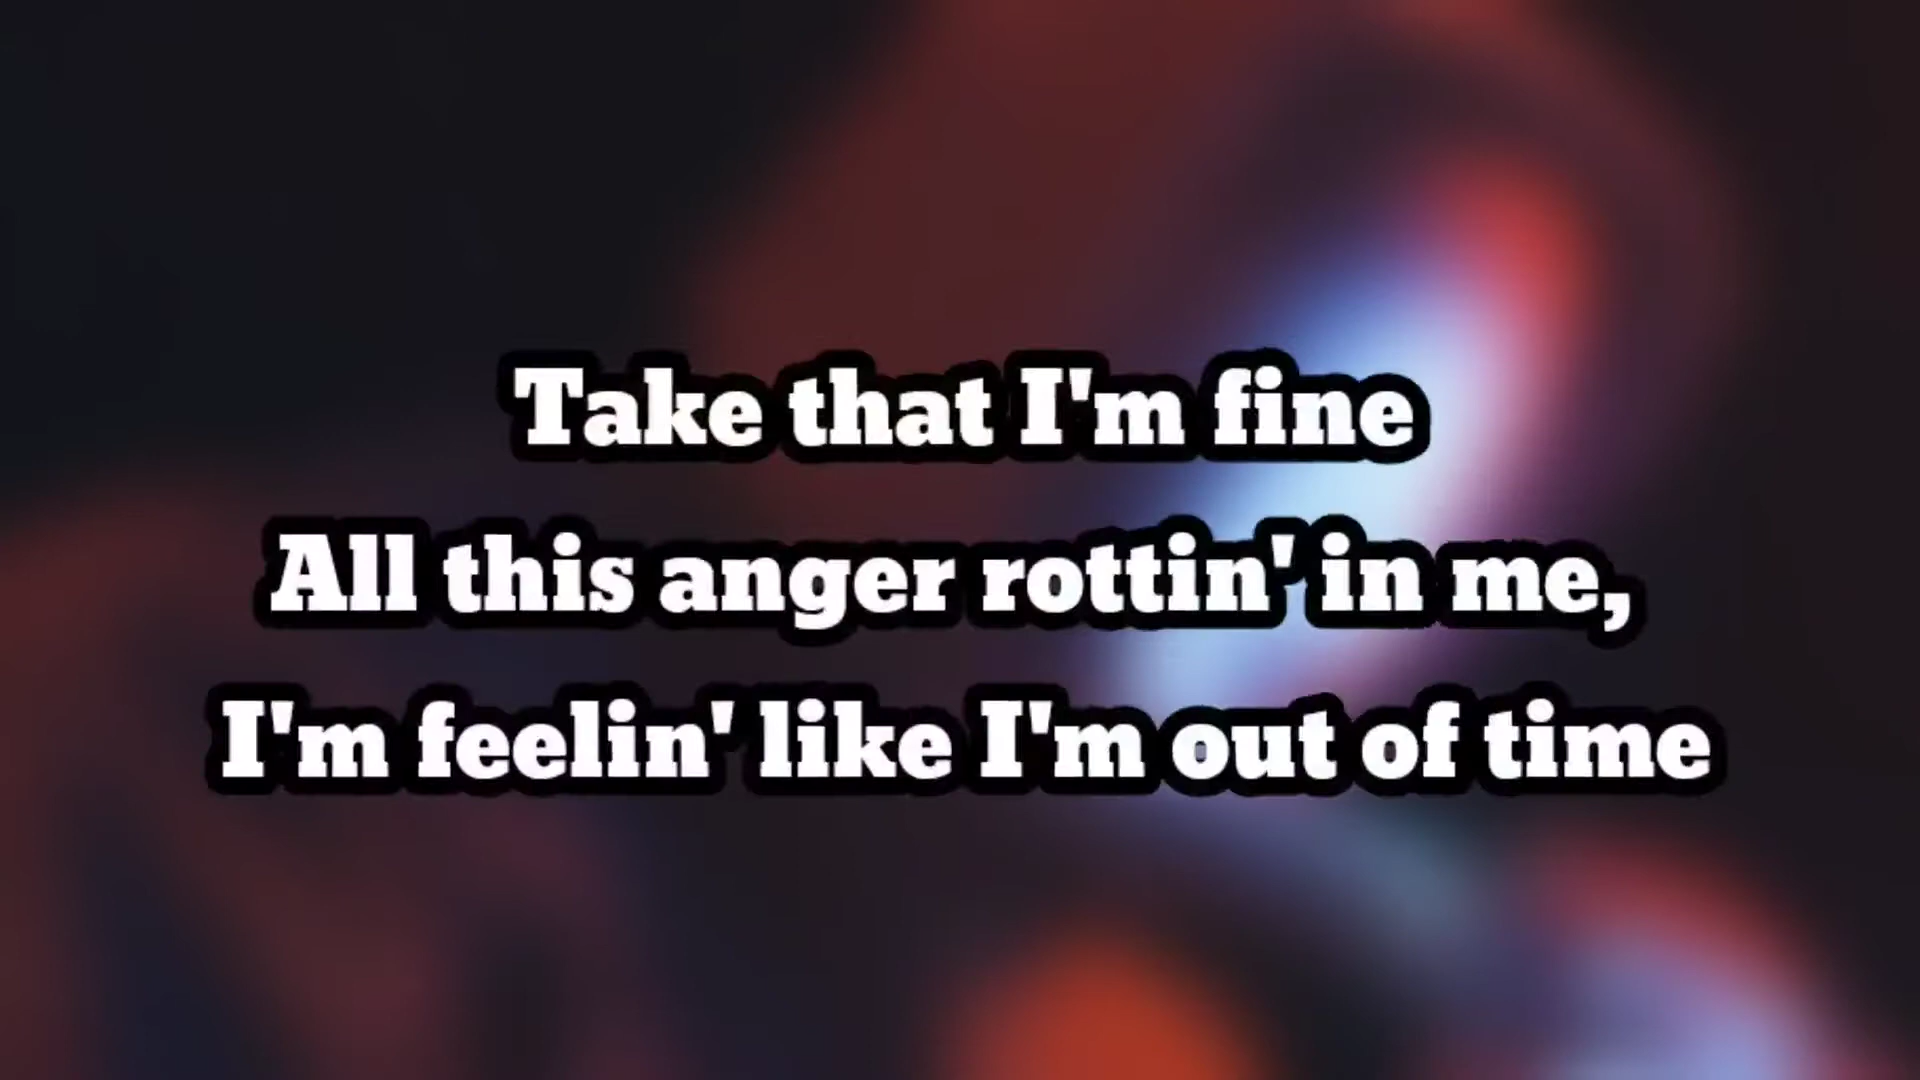 Take that I'm fine
All this anger rottin' in me,
I'm feelin' like I'm out of time